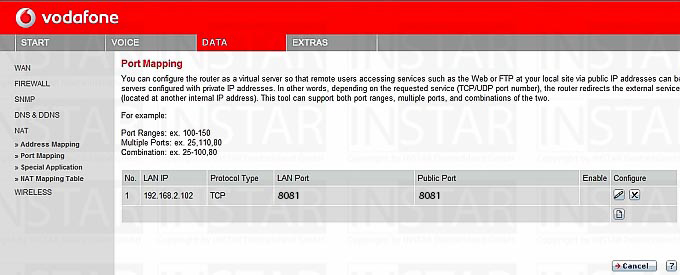 vodafone
START VOICE DATA EXTRAS
WAN
FIREWALL
SNMP
DNS & DDNS
NAT
» Address Mapping
» Port Mapping
» Special Application
» NAT Mapping Table
WIRELESS
Port Mapping
You can configure the router as a virtual server so that remote users accessing services such as the Web or FTP at your local site via public IP addresses can be
servers configured with private IP addresses. In other words, depending on the requested service (TCP/UDP port number), the router redirects the external service
(located at another internal IP address). This tool can support both port ranges, multiple ports, and combinations of the two.
For example:
Port Ranges: ex. 100-150
Multiple Ports: ex. 25,110,80
Combination: ex. 25-100,80
No. LAN IP Protocol Type LAN Port Public Port Enable Configure
1 192.168.2.102 TCP 8081 8081
Cancel ?
INSTAR INSTAR INSTAR